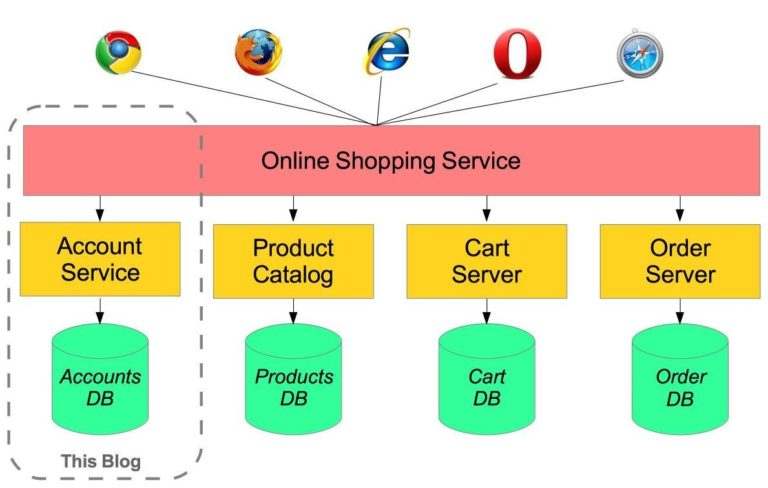 Online Shopping Service
Account
Service
Product
Catalog
Cart
Server
Order
Server
Accounts
DB
Products
DB
Cart
DB
Order
DB
This Blog